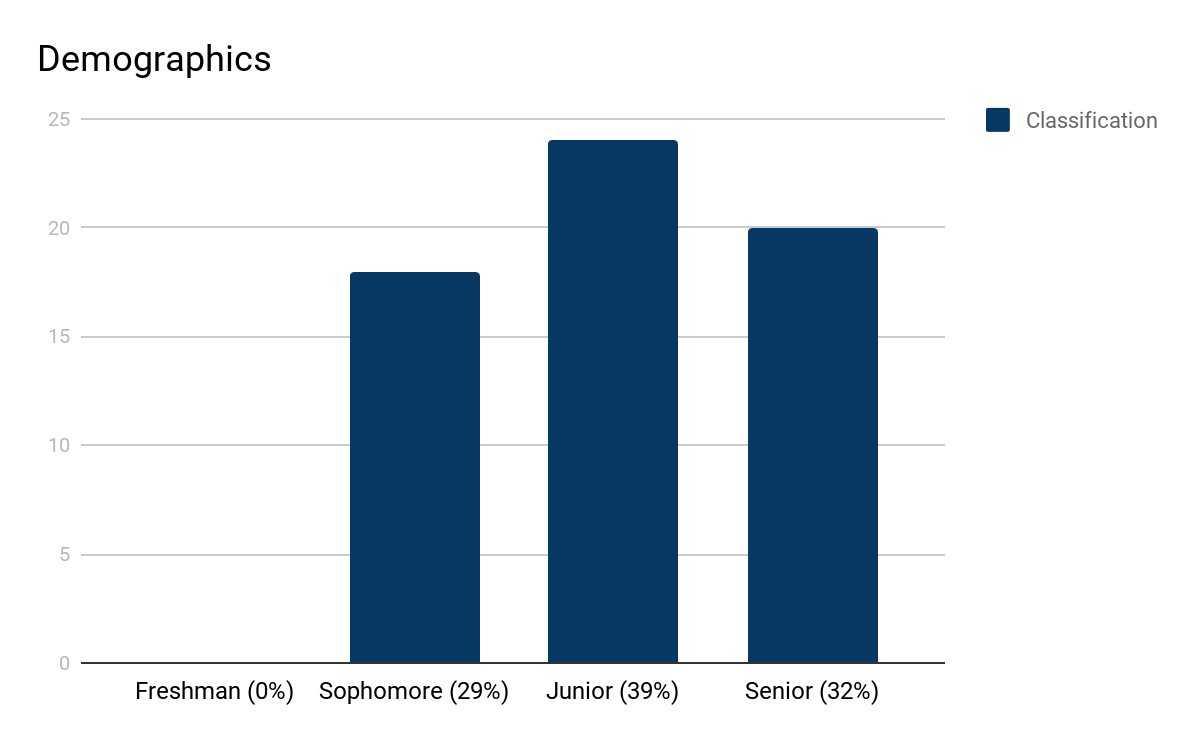 Demographics
Classification
25
20
15
10
5
0
Freshman (0%) Sophomore (29%) Junior (39%) Senior (32%)